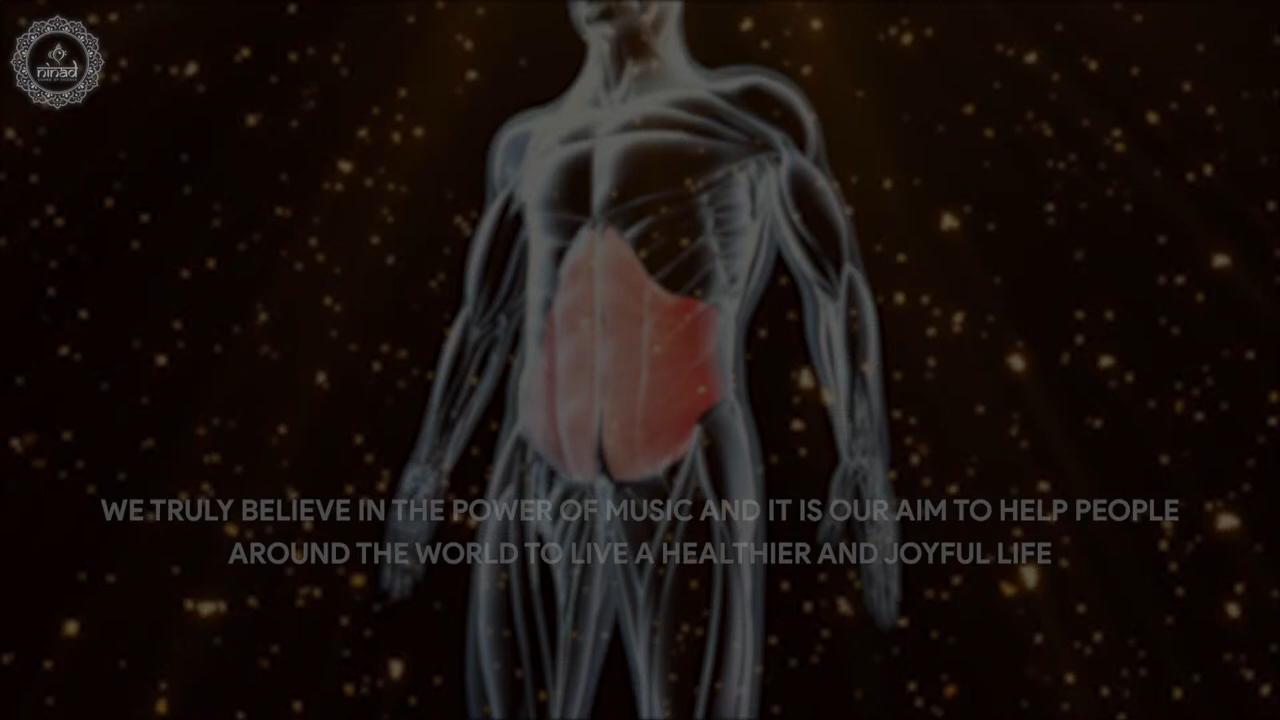 ninad
WE TRULY BELIEVE IN THE POWER OF MUSIC AND IT IS OUR AIM TO HELP PEOPLE
AROUND THE WORLD TO LIVE A HEALTHIER AND JOYFUL LIFE